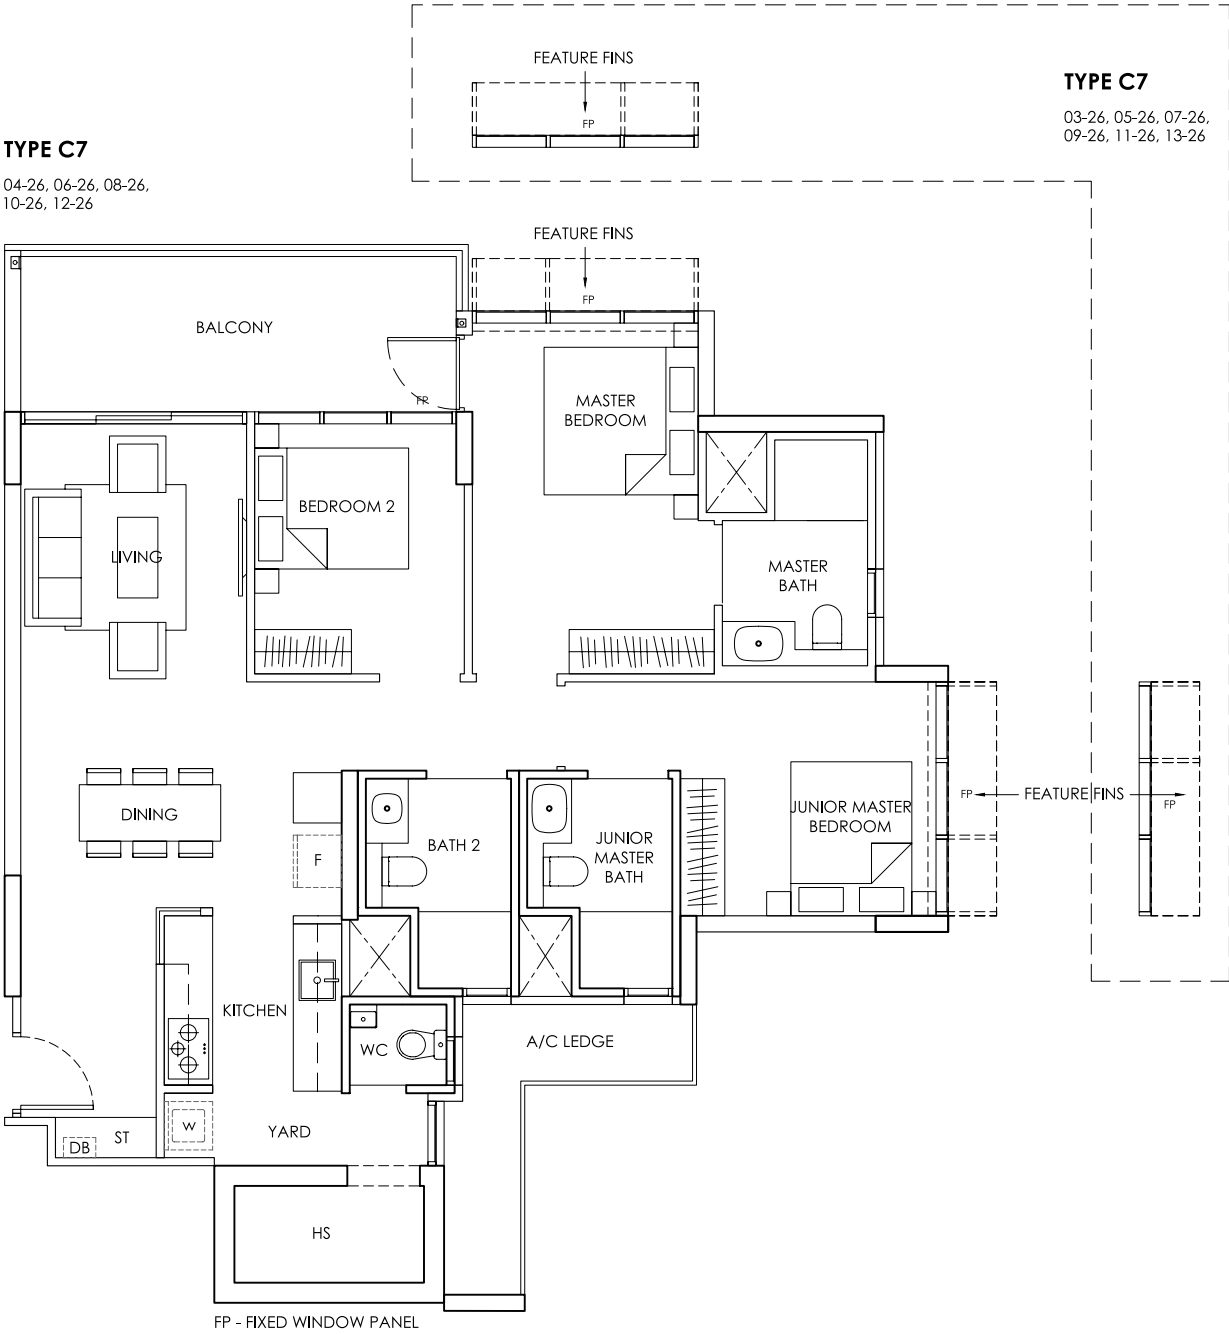 FEATURE FINS
FP
TYPE C7
03-26, 05-26, 07-26,
09-26, 11-26, 13-26
TYPE C7
04-26, 06-26, 08-26,
10-26, 12-26
FEATURE FINS
FP
BALCONY
FP
MASTER
BEDROOM
BEDROOM 2
LIVING
MASTER
BATH
DINING
F
BATH 2
JUNIOR
MASTER
BATH
JUNIOR MASTER
BEDROOM
FP
FEATURE FINS
FP
KITCHEN
WC
A/C LEDGE
W
YARD
ST
DB
HS
FP - FIXED WINDOW PANEL